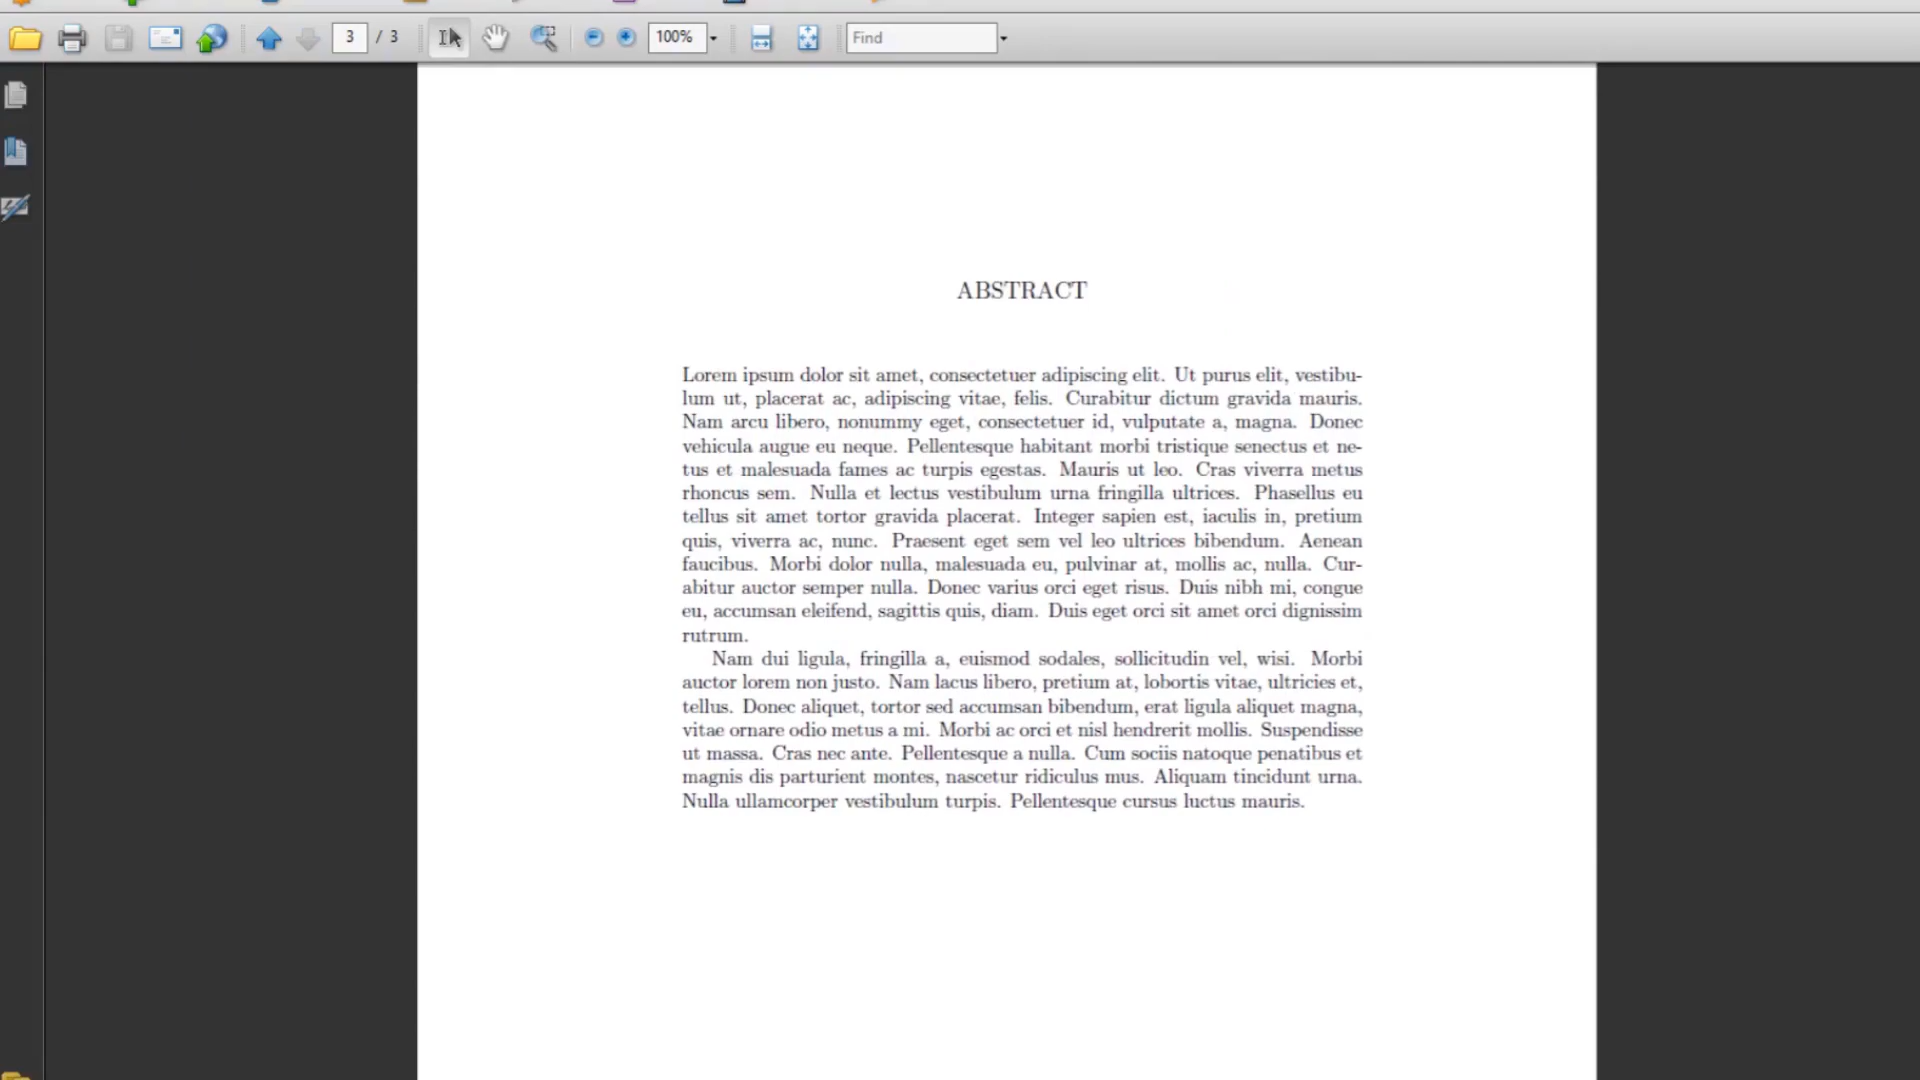 3 / 3
100%
Find
ABSTRACT
Lorem ipsum dolor sit amet, consectetuer adipiscing elit. Ut purus elit, vestibu-
lum ut, placerat ac, adipiscing vitae, felis. Curabitur dictum gravida mauris.
Nam arcu libero, nonummy eget, consectetuer id, vulputate a, magna. Donec
vehicula augue eu neque. Pellentesque habitant morbi tristique senectus et ne-
tus et malesuada fames ac turpis egestas. Mauris ut leo. Cras viverra metus
rhoncus sem. Nulla et lectus vestibulum urna fringilla ultrices. Phasellus eu
tellus sit amet tortor gravida placerat. Integer sapien est, iaculis in, pretium
quis, viverra ac, nunc. Praesent eget sem vel leo ultrices bibendum. Aenean
faucibus. Morbi dolor nulla, malesuada eu, pulvinar at, mollis ac, nulla. Cur-
abitur auctor semper nulla. Donec varius orci eget risus. Duis nibh mi, congue
eu, accumsan eleifend, sagittis quis, diam. Duis eget orci sit amet orci dignissim
rutrum.
Nam dui ligula, fringilla a, euismod sodales, sollicitudin vel, wisi. Morbi
auctor lorem non justo. Nam lacus libero, pretium at, lobortis vitae, ultricies et,
tellus. Donec aliquet, tortor sed accumsan bibendum, erat ligula aliquet magna,
vitae ornare odio metus a mi. Morbi ac orci et nisl hendrerit mollis. Suspendisse
ut massa. Cras nec ante. Pellentesque a nulla. Cum sociis natoque penatibus et
magnis dis parturient montes, nascetur ridiculus mus. Aliquam tincidunt urna.
Nulla ullamcorper vestibulum turpis. Pellentesque cursus luctus mauris.